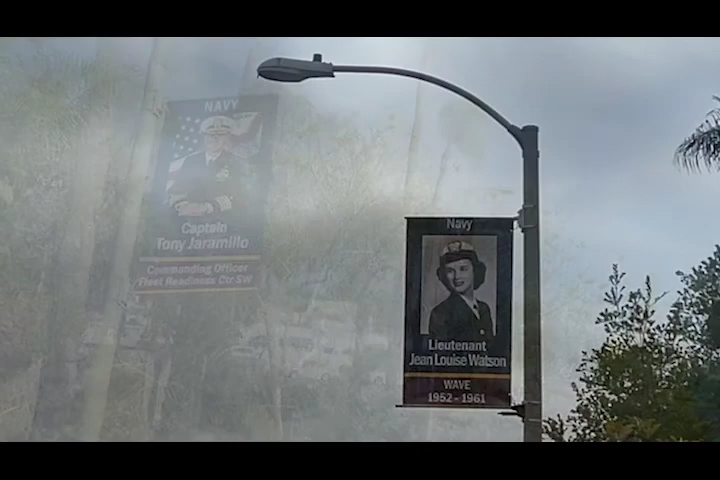 NAVY
Captain
Tony Jaramillo
Commanding Officer
Fleet Readiness Ctr SW
Navy
Lieutenant
Jean Louise Watson
WAVE
1952 - 1961